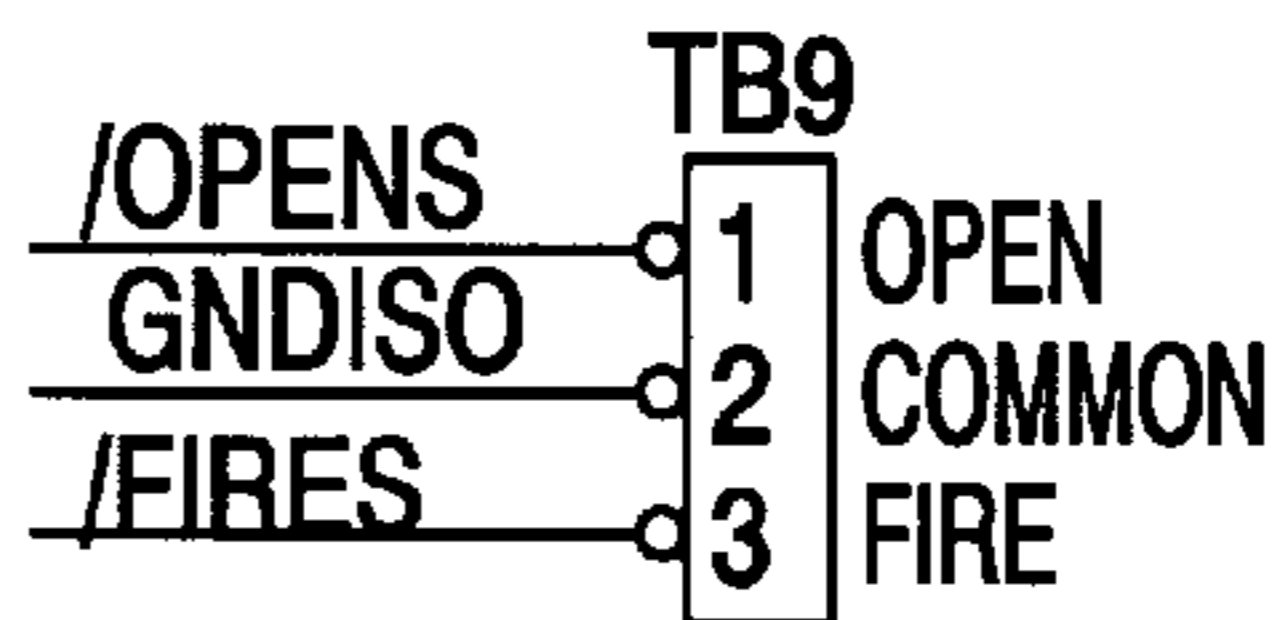 TB9
/OPENS 1 OPEN
GNDISO 2 COMMON
/FIRES 3 FIRE